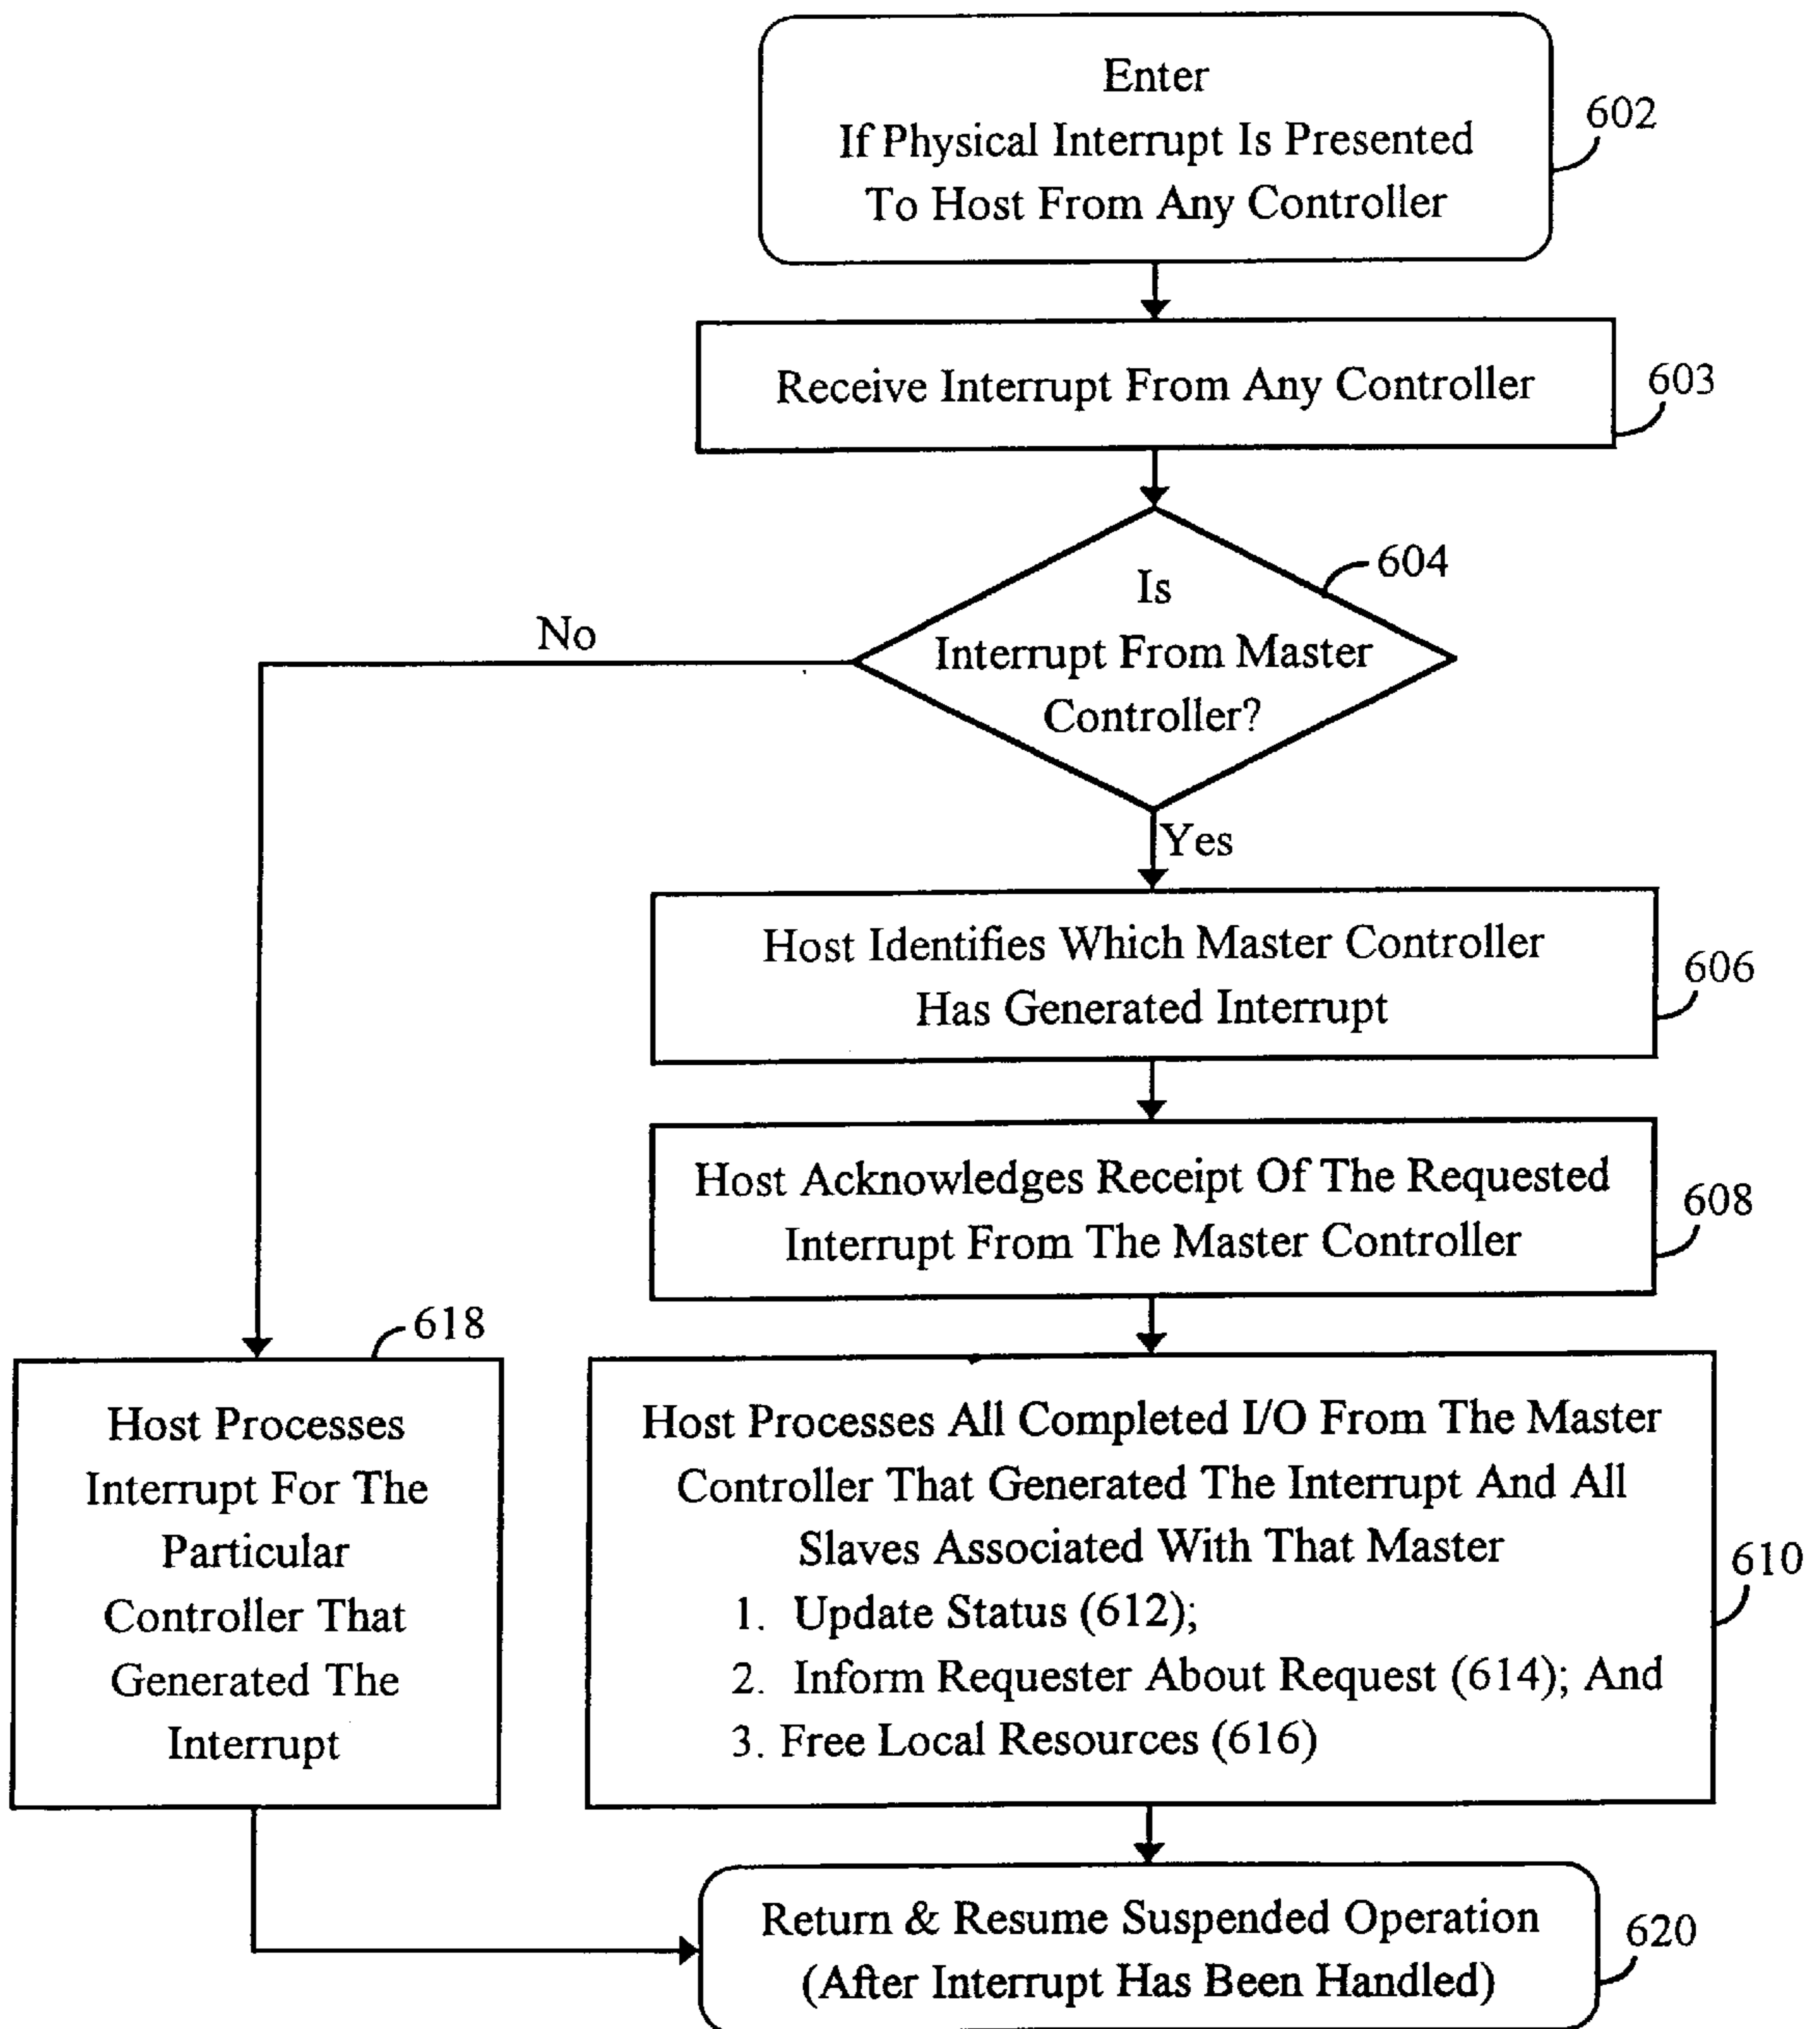 Enter
If Physical Interrupt Is Presented
To Host From Any Controller
602
Receive Interrupt From Any Controller
603
Is
Interrupt From Master
Controller?
604
No
Yes
Host Identifies Which Master Controller
Has Generated Interrupt
606
Host Acknowledges Receipt Of The Requested
Interrupt From The Master Controller
608
618
Host Processes
Interrupt For The
Particular
Controller That
Generated The
Interrupt
Host Processes All Completed I/O From The Master
Controller That Generated The Interrupt And All
Slaves Associated With That Master
1. Update Status (612);
2. Inform Requester About Request (614); And
3. Free Local Resources (616)
610
Return & Resume Suspended Operation
(After Interrupt Has Been Handled)
620